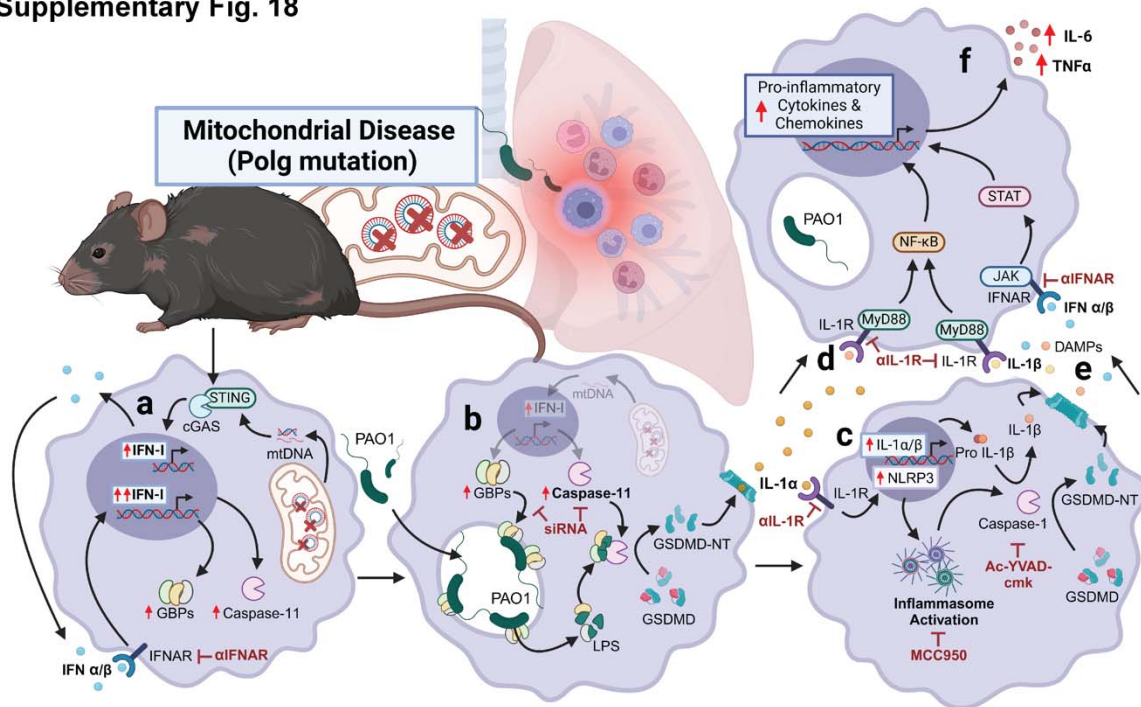 Supplementary Fig. 18
Mitochondrial Disease
(Polg mutation)
a
STING
cGAS
mtDNA
IFN-I
IFN-I
GBPs
Caspase-11
IFN α/β
IFNAR
αIFNAR
PAO1
b
mtDNA
IFN-I
GBPs
Caspase-11
siRNA
PAO1
LPS
GSDMD-NT
GSDMD
IL-1α
αIL-1R
IL-1R
c
IL-1α/β
NLRP3
Pro IL-1β
IL-1β
Caspase-1
Ac-YVAD-
cmk
Inflammasome
Activation
MCC950
GSDMD-NT
GSDMD
d
IL-1R
MyD88
αIL-1R
IL-1R
MyD88
IL-1β
e
DAMPs
f
Pro-inflammatory
Cytokines &
Chemokines
IL-6
TNFα
PAO1
NF-κB
STAT
JAK
IFNAR
αIFNAR
IFN α/β